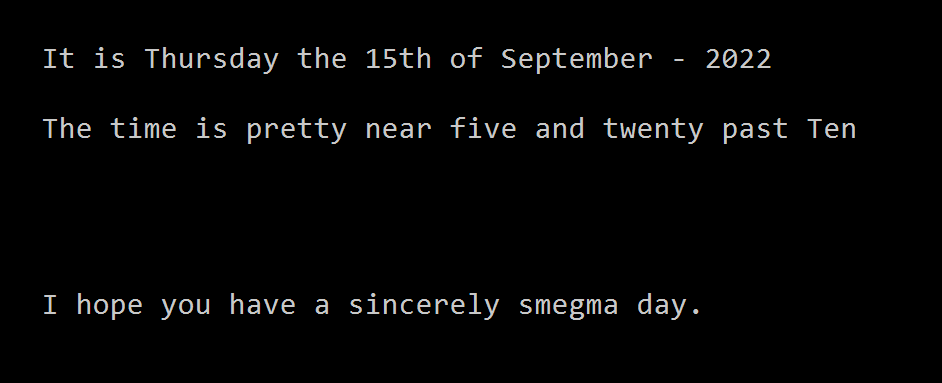 It is Thursday the 15th of September - 2022
The time is pretty near five and twenty past Ten
I hope you have a sincerely smegma day.